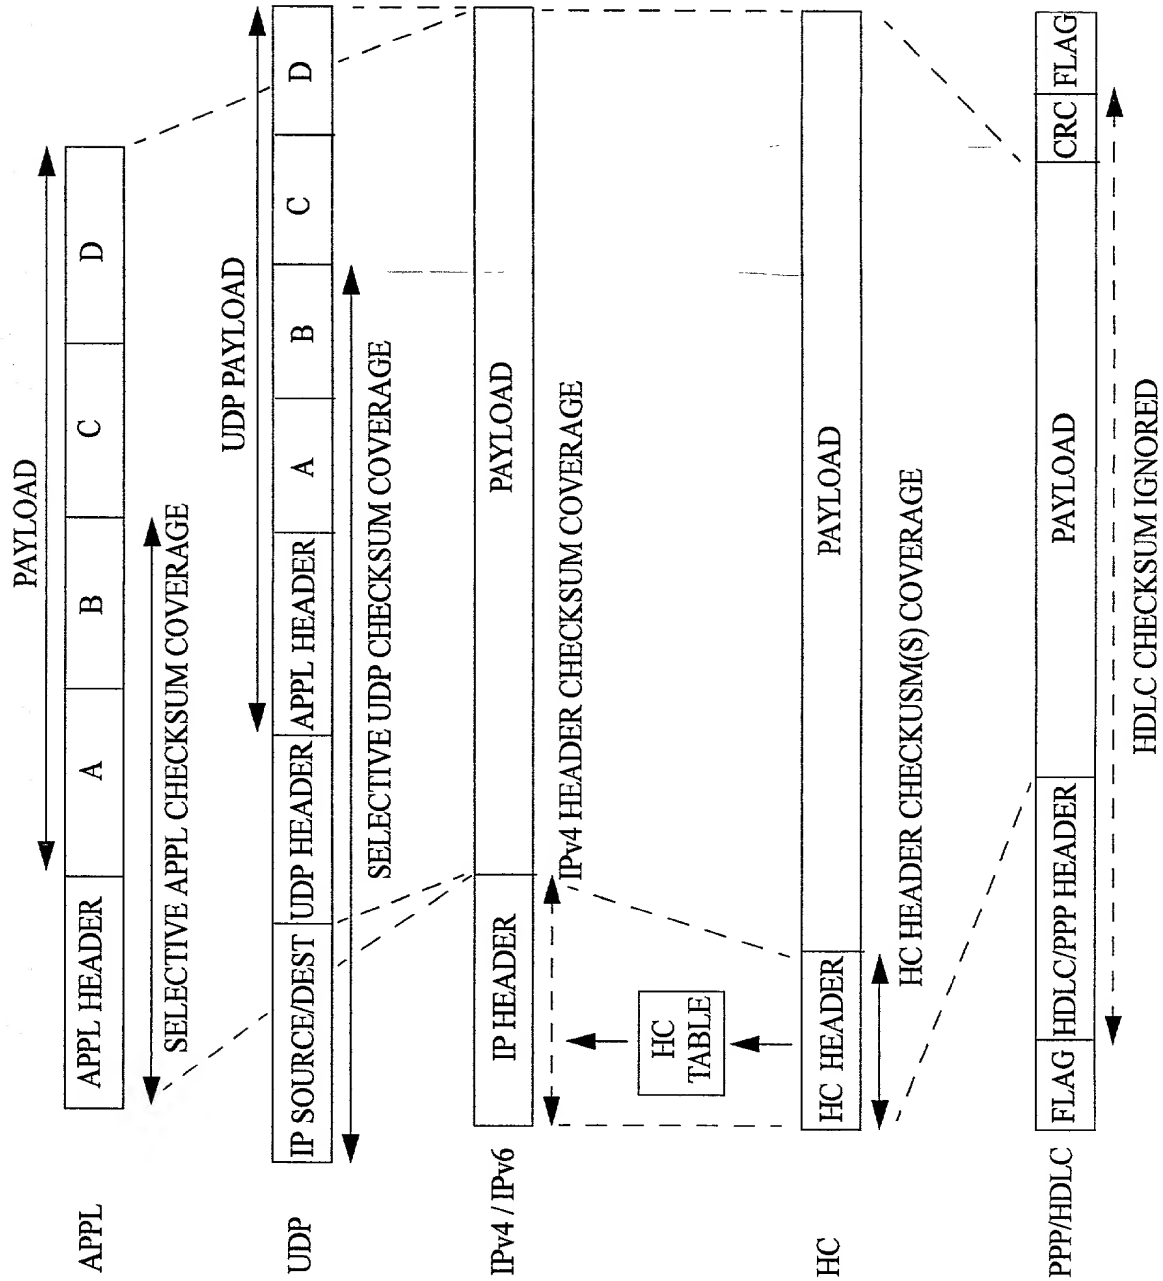 PAYLOAD
APPL
APPL HEADER
A
B
C
D
SELECTIVE APPL CHECKSUM COVERAGE
UDP PAYLOAD
UDP
IP SOURCE/DEST
UDP HEADER
APPL HEADER
A
B
C
D
SELECTIVE UDP CHECKSUM COVERAGE
IPv4 / IPv6
IP HEADER
PAYLOAD
IPv4 HEADER CHECKSUM COVERAGE
HC
TABLE
HC
HC HEADER
PAYLOAD
HC HEADER CHECKUSM(S) COVERAGE
PPP/HDLC
FLAG
HDLC/PPP HEADER
PAYLOAD
CRC
FLAG
HDLC CHECKSUM IGNORED